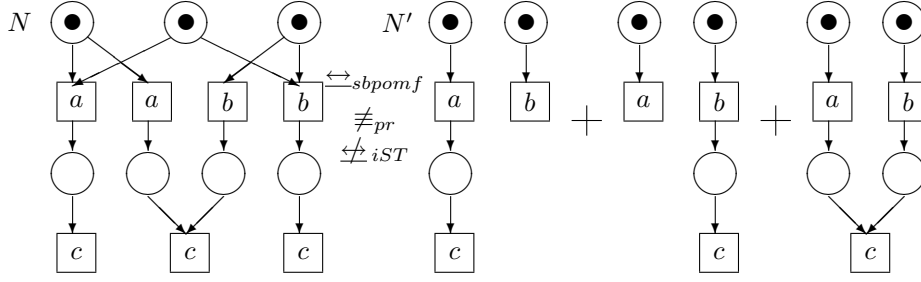 N N′
a a b b ↔sbpomf a b a b a b
≢pr + +
↮iST
c c c c c c